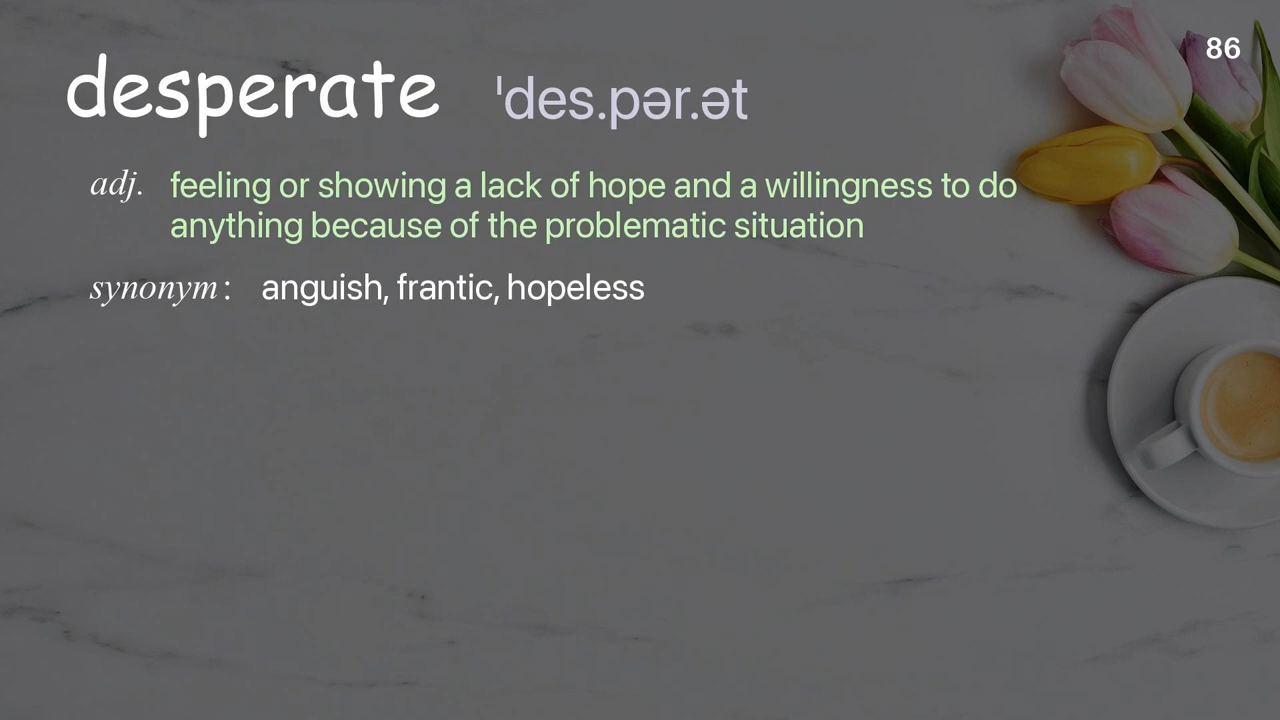 86
desperate ˈdes.pər.ət
adj. feeling or showing a lack of hope and a willingness to do
anything because of the problematic situation
synonym: anguish, frantic, hopeless